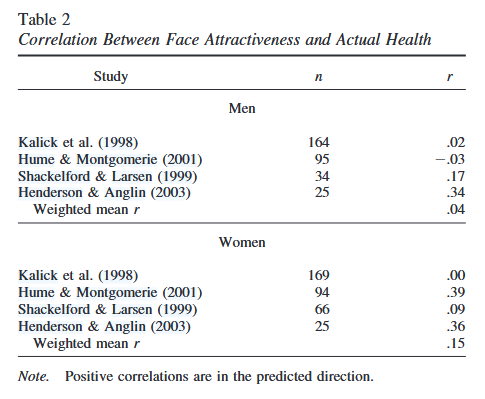 Table 2
Correlation Between Face Attractiveness and Actual Health
Study n r
Men
Kalick et al. (1998) 164 .02
Hume & Montgomerie (2001) 95 −.03
Shackelford & Larsen (1999) 34 .17
Henderson & Anglin (2003) 25 .34
Weighted mean r .04
Women
Kalick et al. (1998) 169 .00
Hume & Montgomerie (2001) 94 .39
Shackelford & Larsen (1999) 66 .09
Henderson & Anglin (2003) 25 .36
Weighted mean r .15
Note. Positive correlations are in the predicted direction.